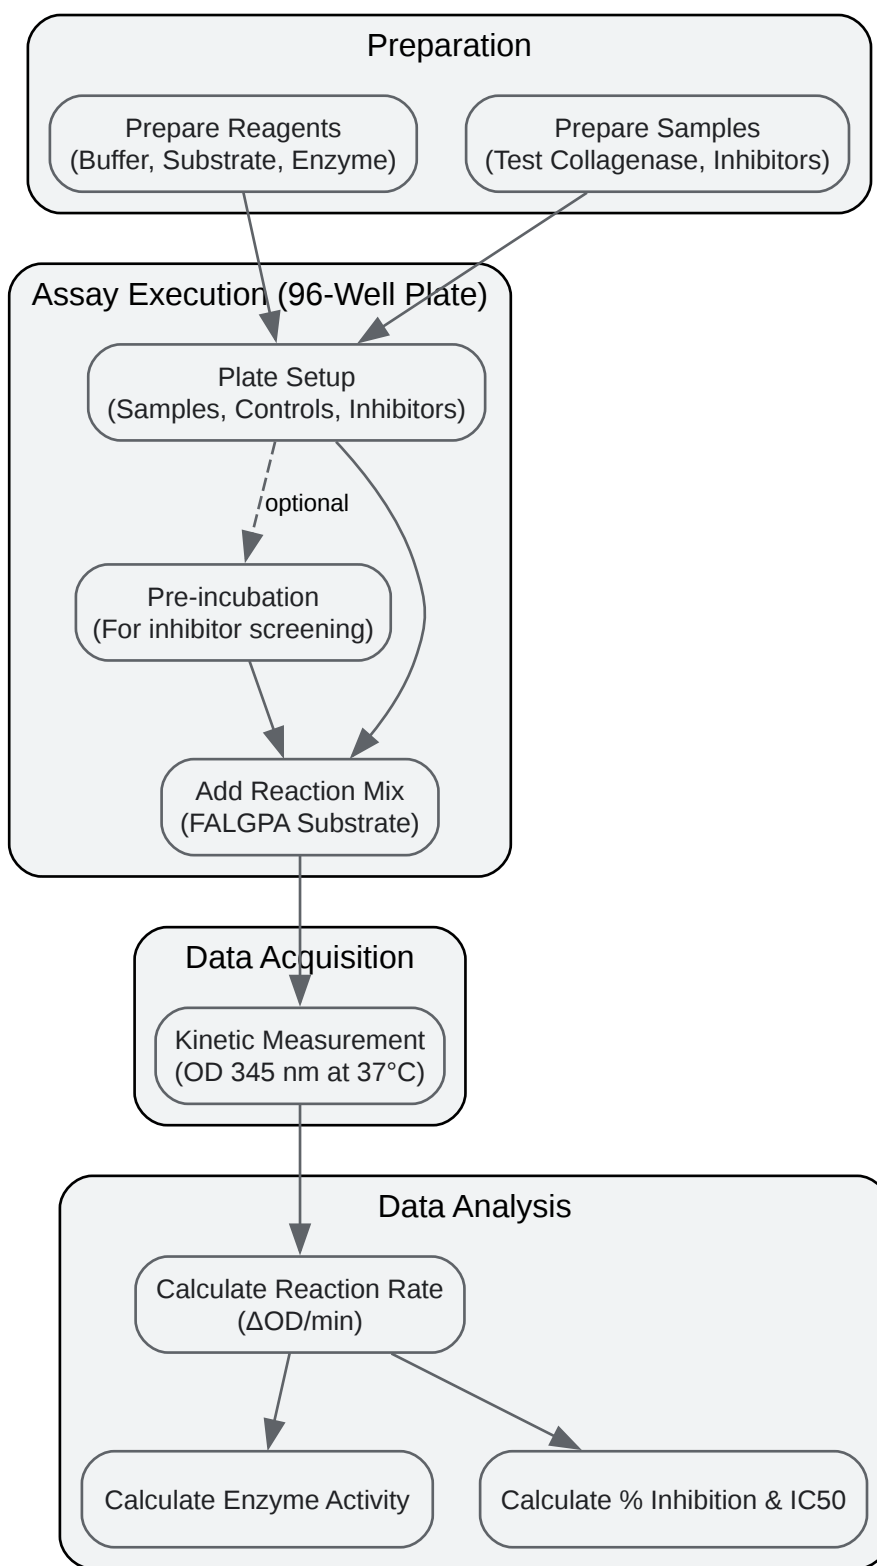 Preparation
Prepare Reagents
(Buffer, Substrate, Enzyme)
Prepare Samples
(Test Collagenase, Inhibitors)
Assay Execution (96-Well Plate)
Plate Setup
(Samples, Controls, Inhibitors)
optional
Pre-incubation
(For inhibitor screening)
Add Reaction Mix
(FALGPA Substrate)
Data Acquisition
Kinetic Measurement
(OD 345 nm at 37°C)
Data Analysis
Calculate Reaction Rate
(ΔOD/min)
Calculate Enzyme Activity
Calculate % Inhibition & IC50